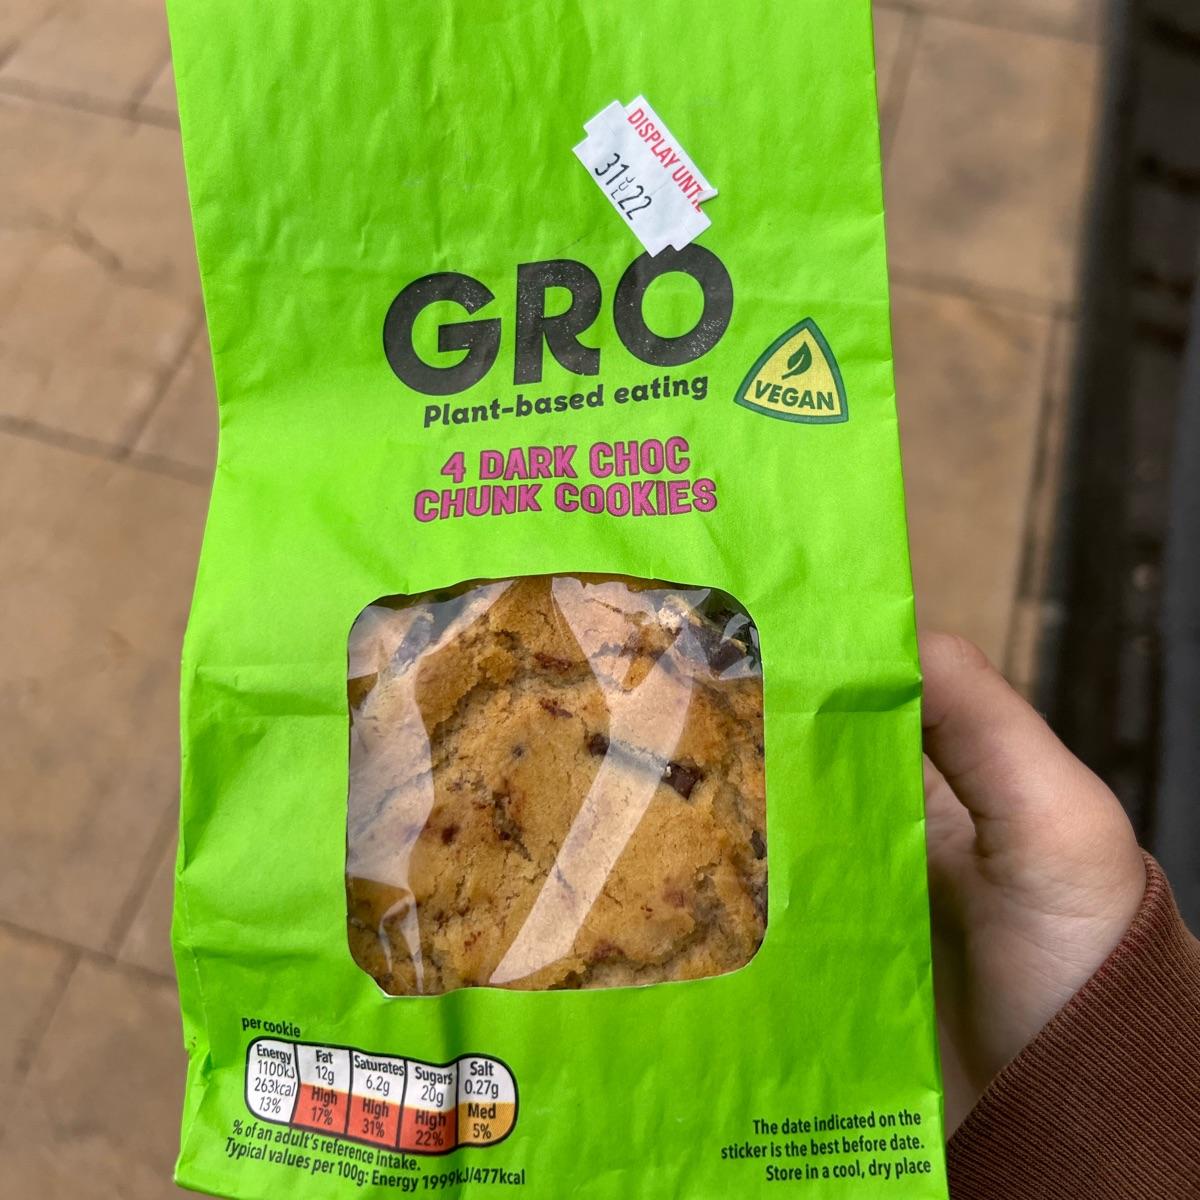 DISPLAY UNTIL
31 22
GRO
Plant-based eating
VEGAN
4 DARK CHOC
CHUNK COOKIES
per cookie
Energy
1100kJ
263kcal
13%
Fat
12g
High
17%
Saturates
6.2g
High
31%
Sugars
20g
High
22%
Salt
0.27g
Med
5%
% of an adult's reference intake.
Typical values per 100g: Energy 1999kJ/477kcal
The date indicated on the
sticker is the best before date.
Store in a cool, dry place